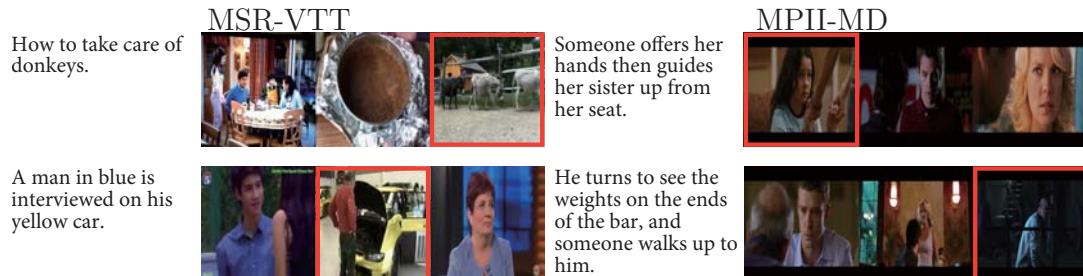 MSR-VTT
How to take care of
donkeys.
A man in blue is
interviewed on his
yellow car.
MPII-MD
Someone offers her
hands then guides
her sister up from
her seat.
He turns to see the
weights on the ends
of the bar, and
someone walks up to
him.